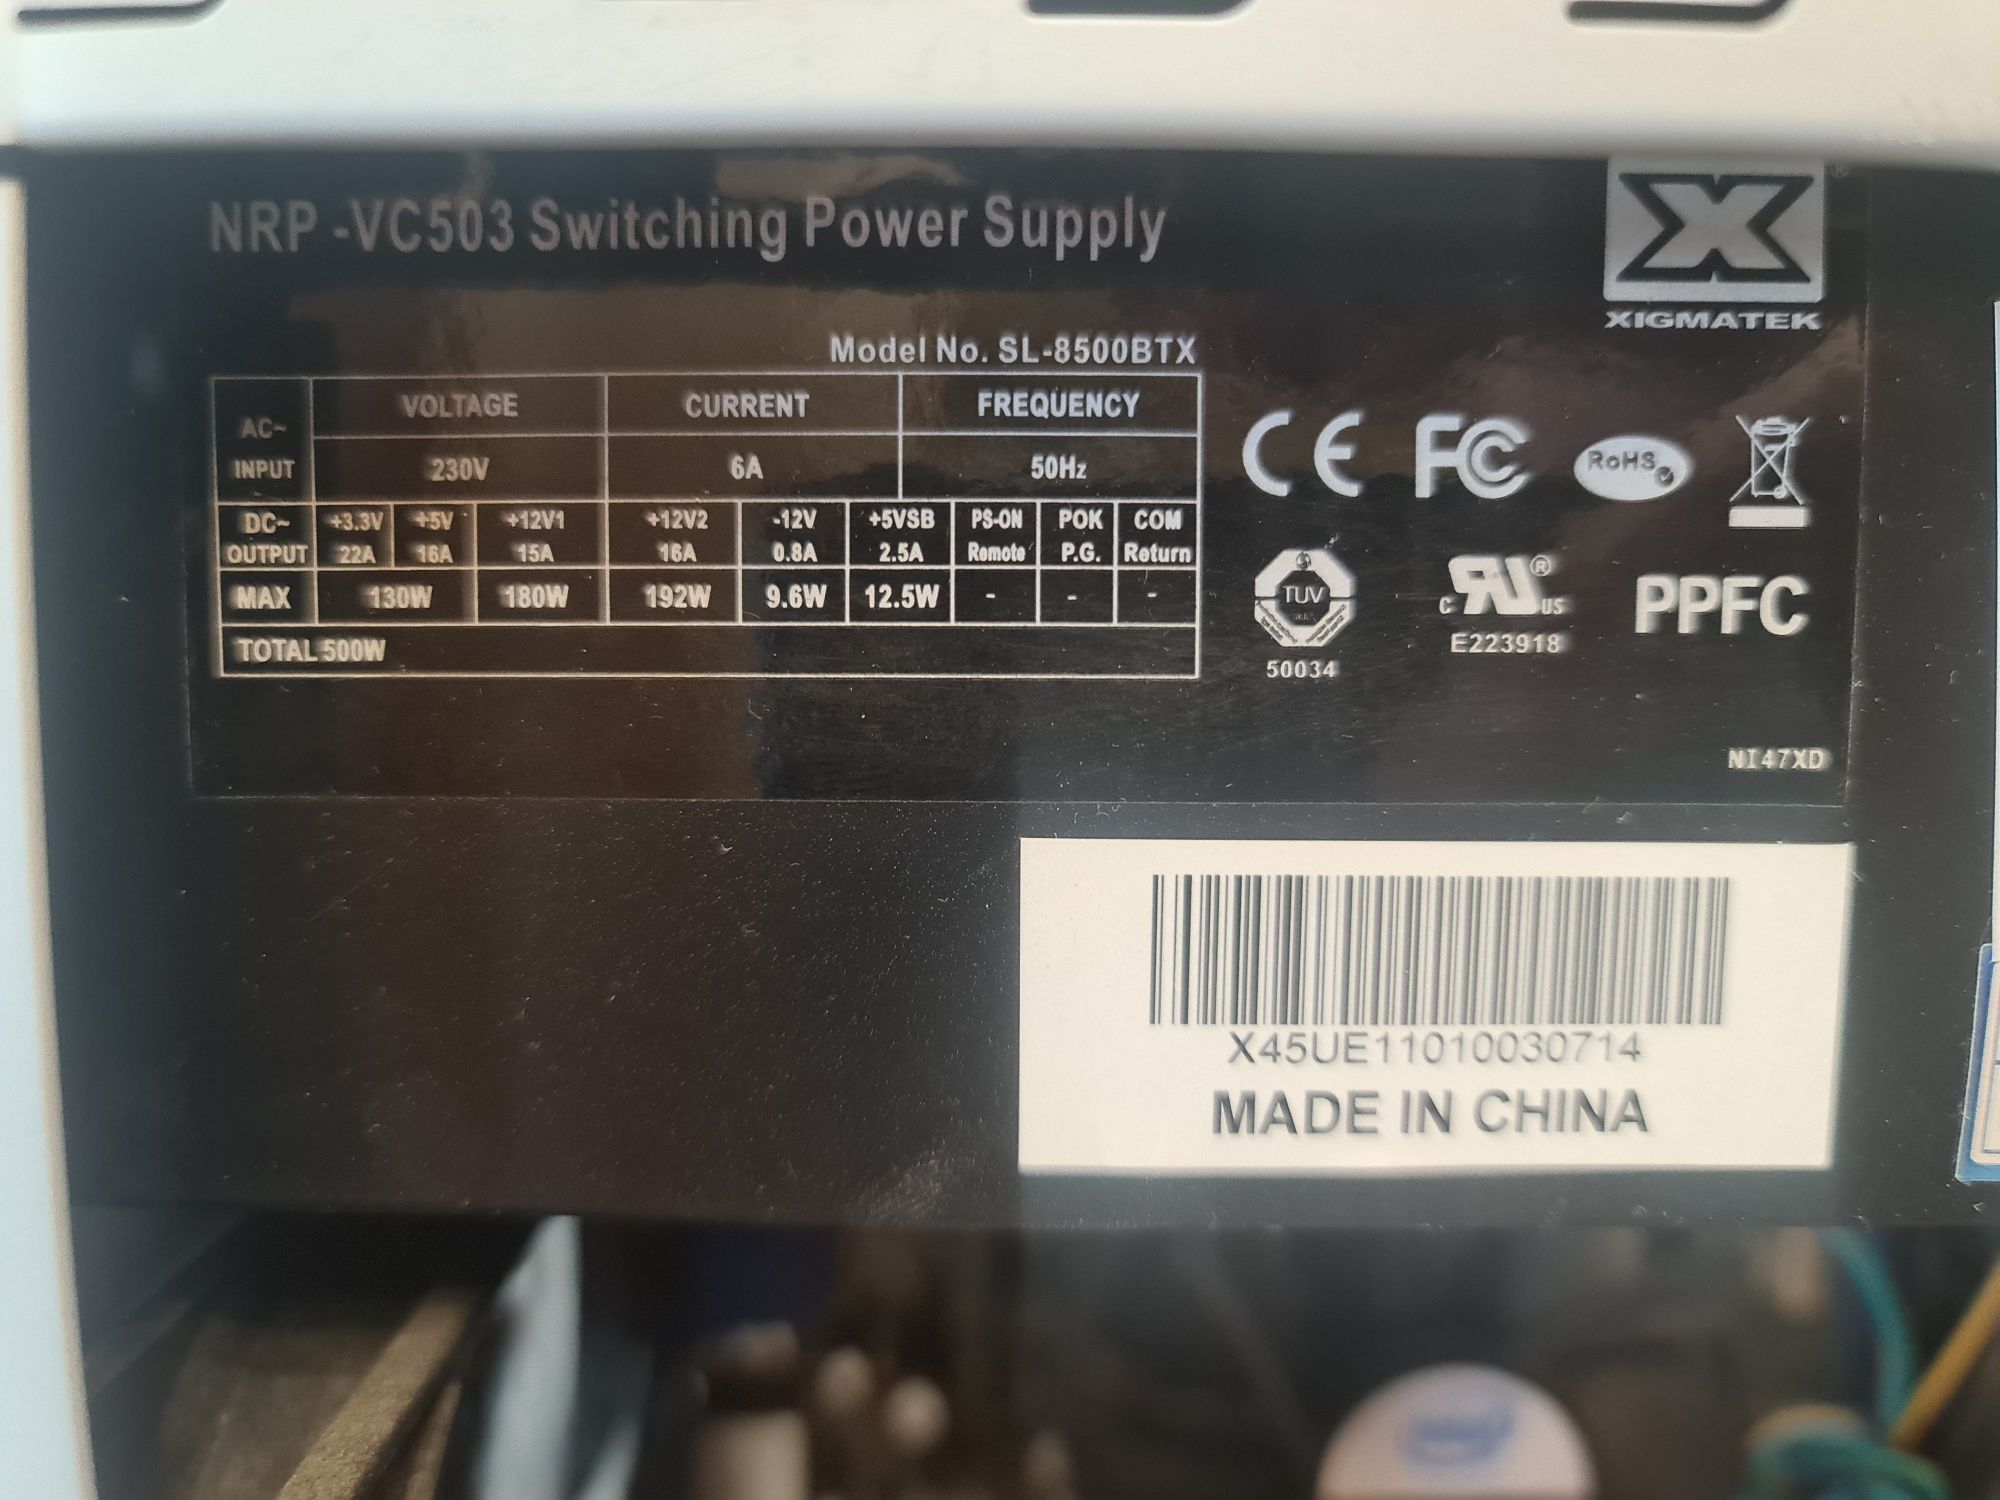 NRP -VC503 Switching Power Supply
XIGMATEK
Model No. SL-8500BTX
AC~ INPUT VOLTAGE CURRENT FREQUENCY
230V 6A 50Hz
DC~ OUTPUT +3.3V +5V +12V1 +12V2 -12V +5VSB PS-ON POK COM
22A 16A 15A 16A 0.8A 2.5A Remote P.G. Return
MAX 130W 180W 192W 9.6W 12.5W - - -
TOTAL 500W
CE FC RoHS
TUV
50034
c RU ® US
E223918
PPFC
NI47XD
X45UE11010030714
MADE IN CHINA
intel